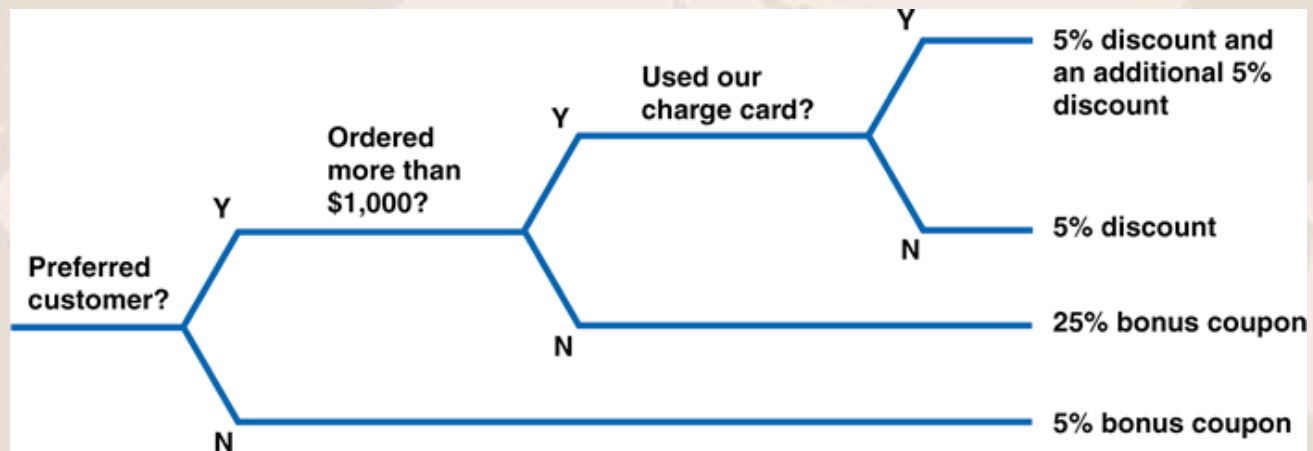 Y
5% discount and
an additional 5%
discount
Used our
charge card?
Y
Ordered
more than
$1,000?
Y
N
5% discount
Preferred
customer?
N
25% bonus coupon
N
5% bonus coupon